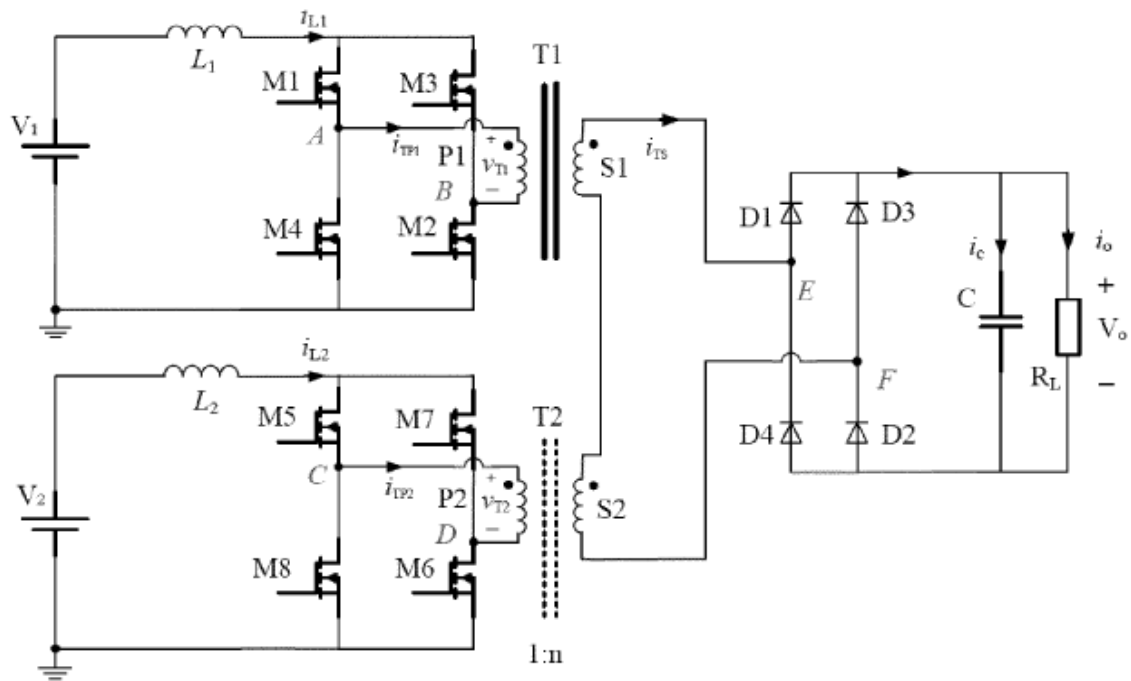 i_L1
L_1
T1
M1
M3
V_1
A
i_TP1
P1
+
v_T1
−
S1
i_TS
B
M4
M2
D1
D3
E
i_c
C
i_o
+
V_o
−
R_L
F
D4
D2
i_L2
L_2
M5
M7
T2
V_2
C
i_TP2
P2
+
v_T2
−
S2
D
M8
M6
1:n